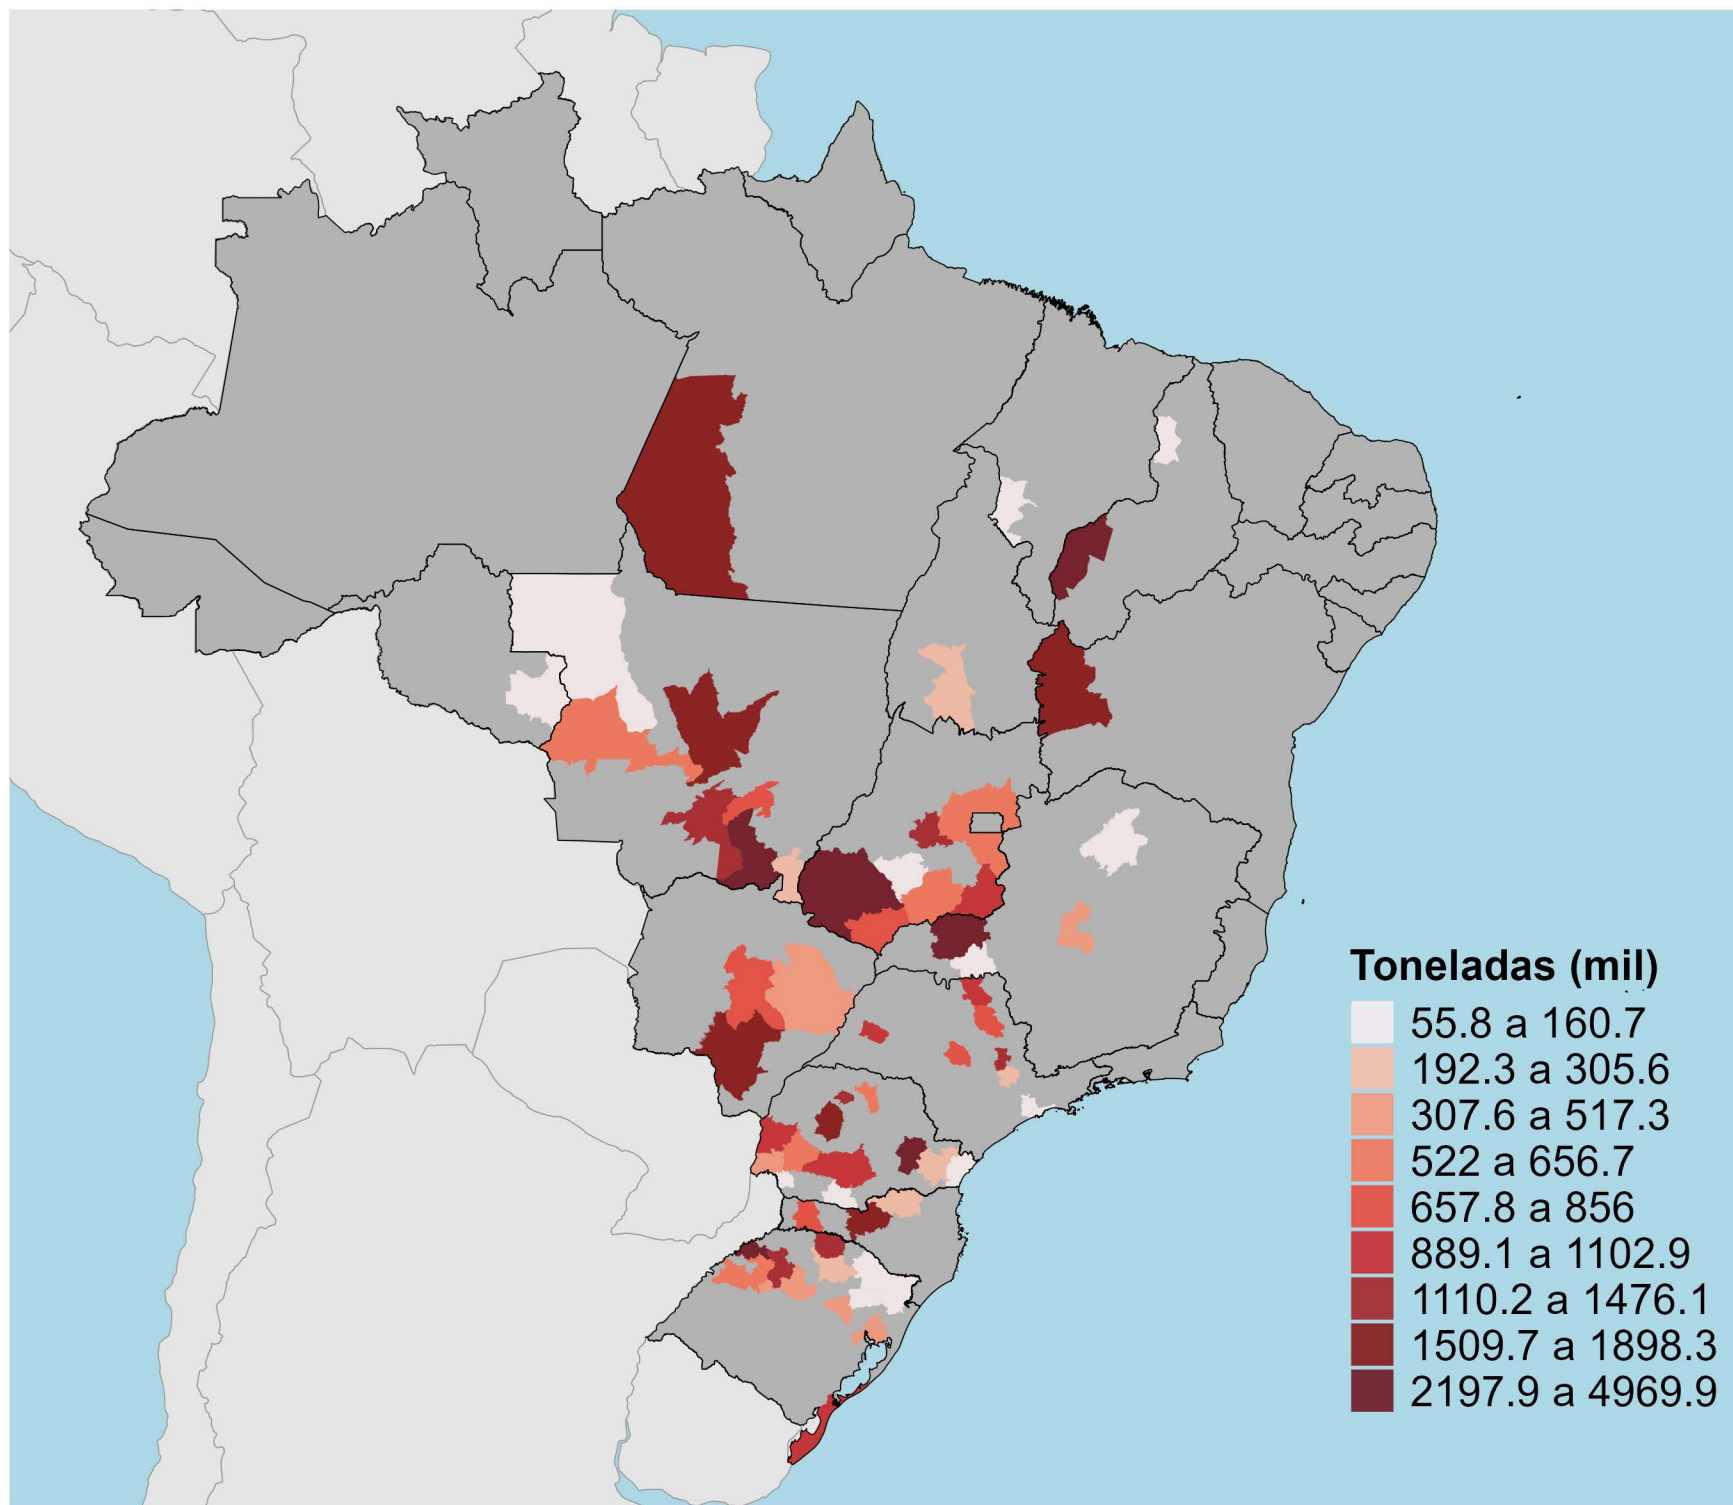 Toneladas (mil)
55.8 a 160.7
192.3 a 305.6
307.6 a 517.3
522 a 656.7
657.8 a 856
889.1 a 1102.9
1110.2 a 1476.1
1509.7 a 1898.3
2197.9 a 4969.9